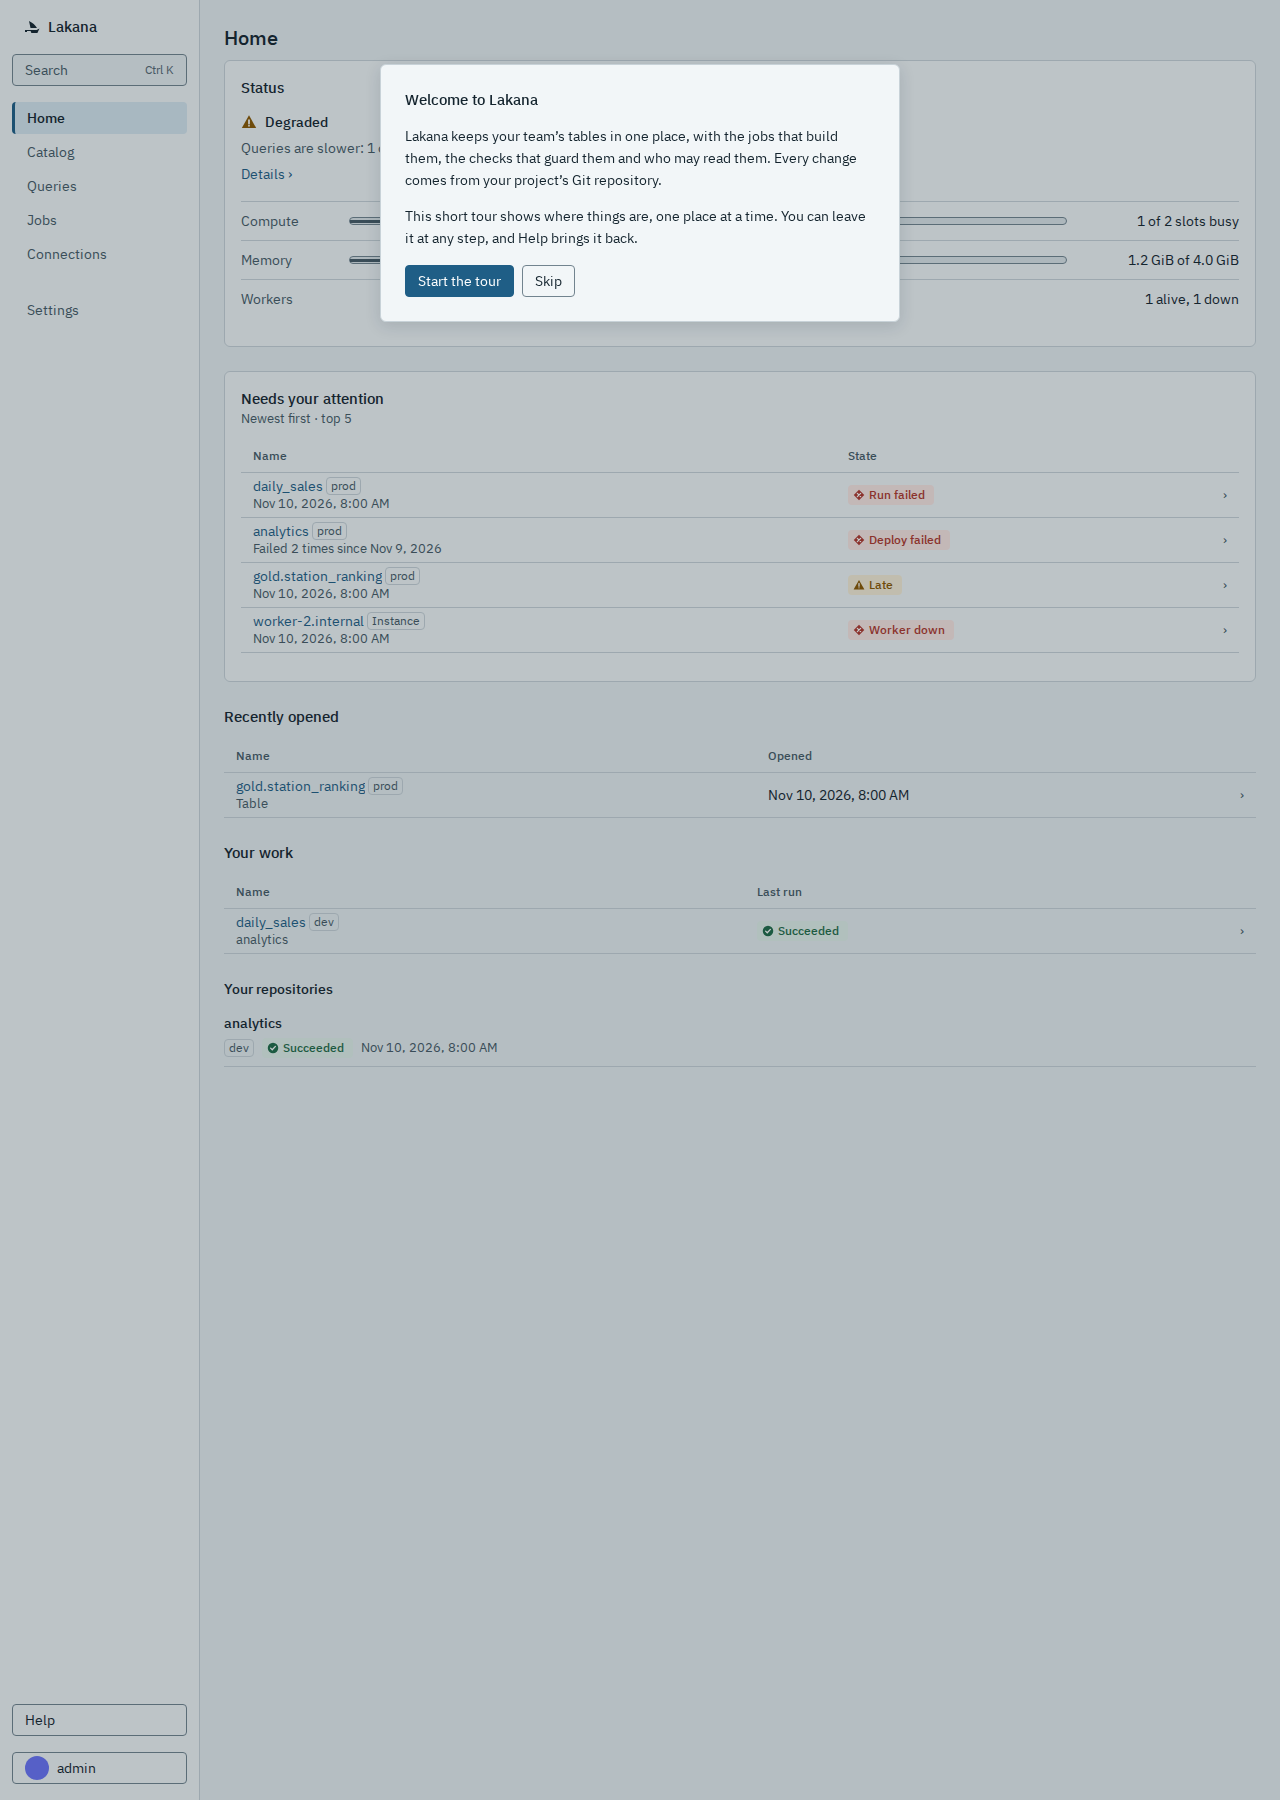 Lakana
Search Ctrl K
Home
Catalog
Queries
Jobs
Connections
Settings
Help
admin
Home
Status
Degraded
Queries are slower: 1
Details ›
Compute 1 of 2 slots busy
Memory 1.2 GiB of 4.0 GiB
Workers 1 alive, 1 down
Welcome to Lakana
Lakana keeps your team’s tables in one place, with the jobs that build
them, the checks that guard them and who may read them. Every change
comes from your project’s Git repository.
This short tour shows where things are, one place at a time. You can leave
it at any step, and Help brings it back.
Start the tour Skip
Needs your attention
Newest first · top 5
Name State
daily_sales prod Run failed ›
Nov 10, 2026, 8:00 AM
analytics prod Deploy failed ›
Failed 2 times since Nov 9, 2026
gold.station_ranking prod Late ›
Nov 10, 2026, 8:00 AM
worker-2.internal Instance Worker down ›
Nov 10, 2026, 8:00 AM
Recently opened
Name Opened
gold.station_ranking prod Nov 10, 2026, 8:00 AM ›
Table
Your work
Name Last run
daily_sales dev Succeeded ›
analytics
Your repositories
analytics
dev Succeeded Nov 10, 2026, 8:00 AM